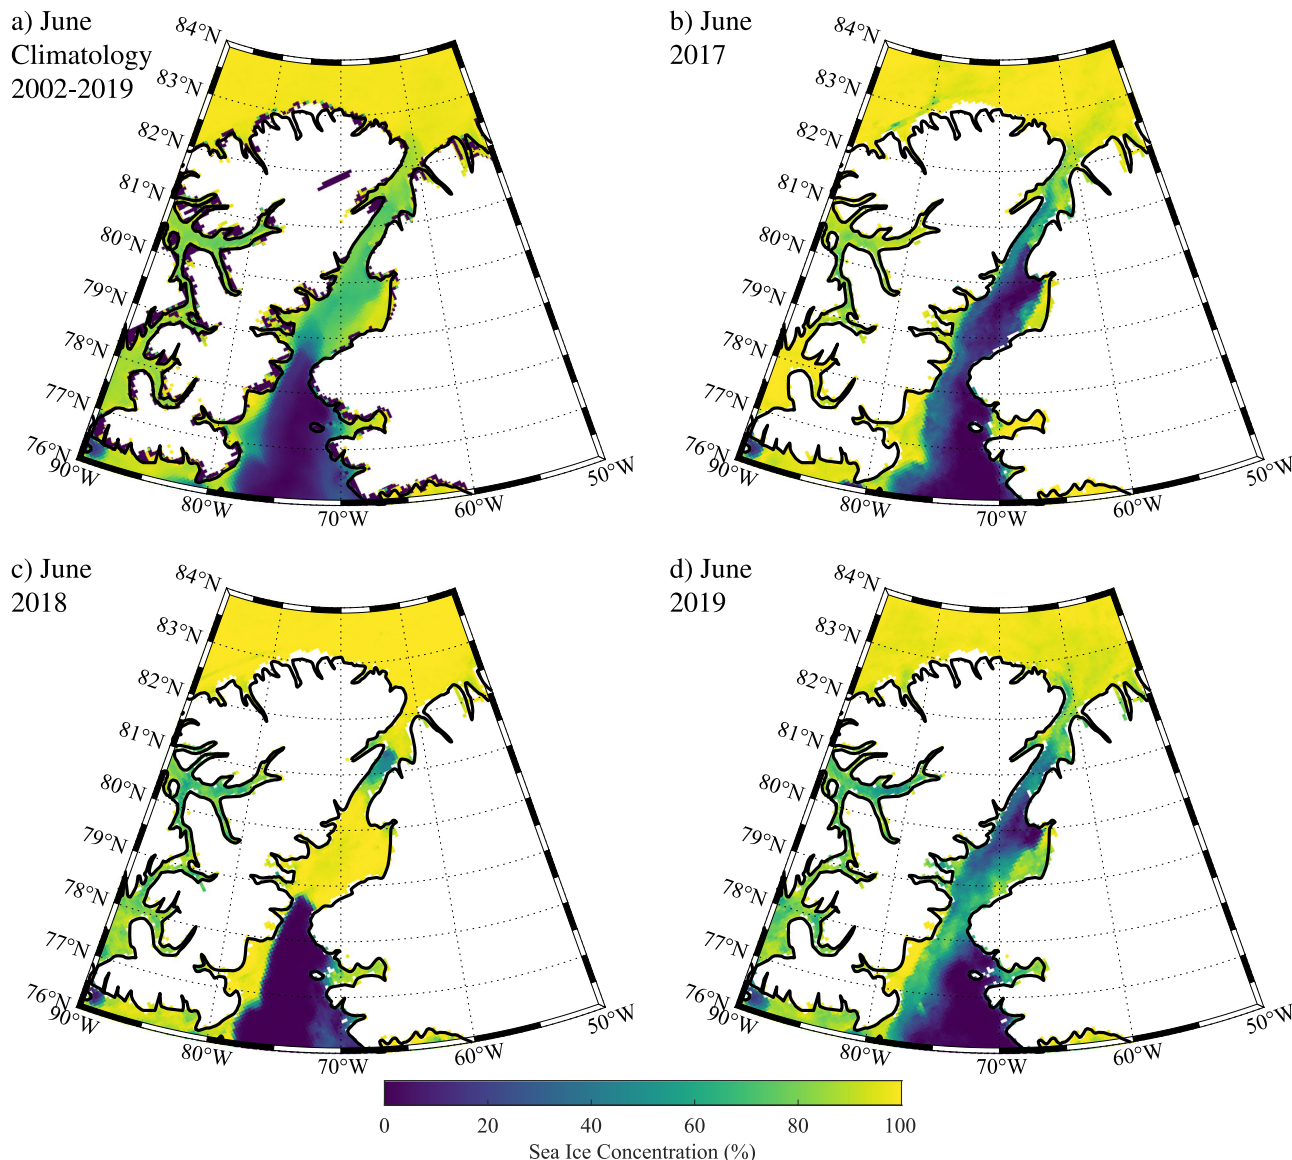 a) June
Climatology
2002-2019
84°N
83°N
82°N
81°N
80°N
79°N
78°N
77°N
76°N
90°W
80°W
70°W
60°W
50°W
b) June
2017
84°N
83°N
82°N
81°N
80°N
79°N
78°N
77°N
76°N
90°W
80°W
70°W
60°W
50°W
c) June
2018
84°N
83°N
82°N
81°N
80°N
79°N
78°N
77°N
76°N
90°W
80°W
70°W
60°W
50°W
d) June
2019
84°N
83°N
82°N
81°N
80°N
79°N
78°N
77°N
76°N
90°W
80°W
70°W
60°W
50°W
0 20 40 60 80 100
Sea Ice Concentration (%)